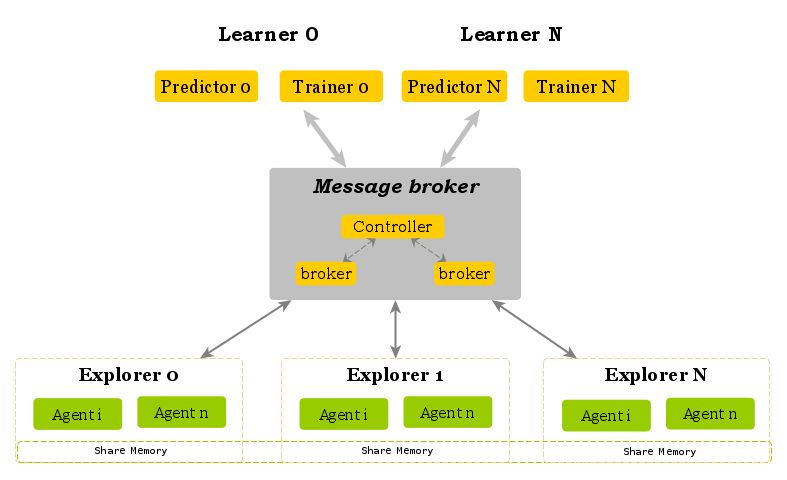 Learner 0 Learner N
Predictor 0 Trainer 0 Predictor N Trainer N
Message broker
Controller
broker broker
Explorer 0 Explorer 1 Explorer N
Agent i Agent n Agent i Agent n Agent i Agent n
Share Memory Share Memory Share Memory